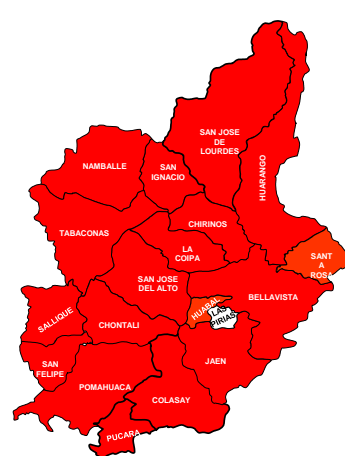 SAN JOSE
DE
LOURDES
HUARANGO
NAMBALLE
SAN
IGNACIO
CHIRINOS
TABACONAS
LA
COIPA
SANT
A
ROSA
SAN JOSE
DEL ALTO
BELLAVISTA
HUABAL
LAS
PIRIAS
SALLIQUE
CHONTALI
JAEN
SAN
FELIPE
POMAHUACA
COLASAY
PUCARA